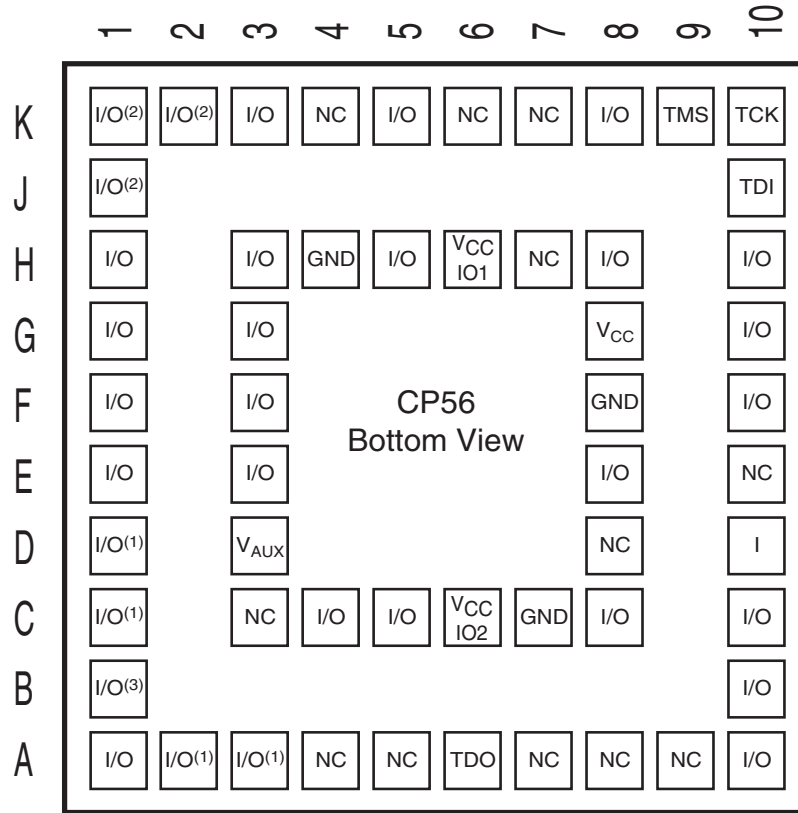 1 2 3 4 5 6 7 8 9 10
K I/O(2) I/O(2) I/O NC I/O NC NC I/O TMS TCK
J I/O(2) TDI
H I/O I/O GND I/O VCC IO1 NC I/O I/O
G I/O I/O VCC I/O
F I/O I/O CP56 GND I/O
Bottom View
E I/O I/O I/O NC
D I/O(1) VAUX NC I
C I/O(1) NC I/O I/O VCC IO2 GND I/O I/O
B I/O(3) I/O
A I/O I/O(1) I/O(1) NC NC TDO NC NC NC I/O